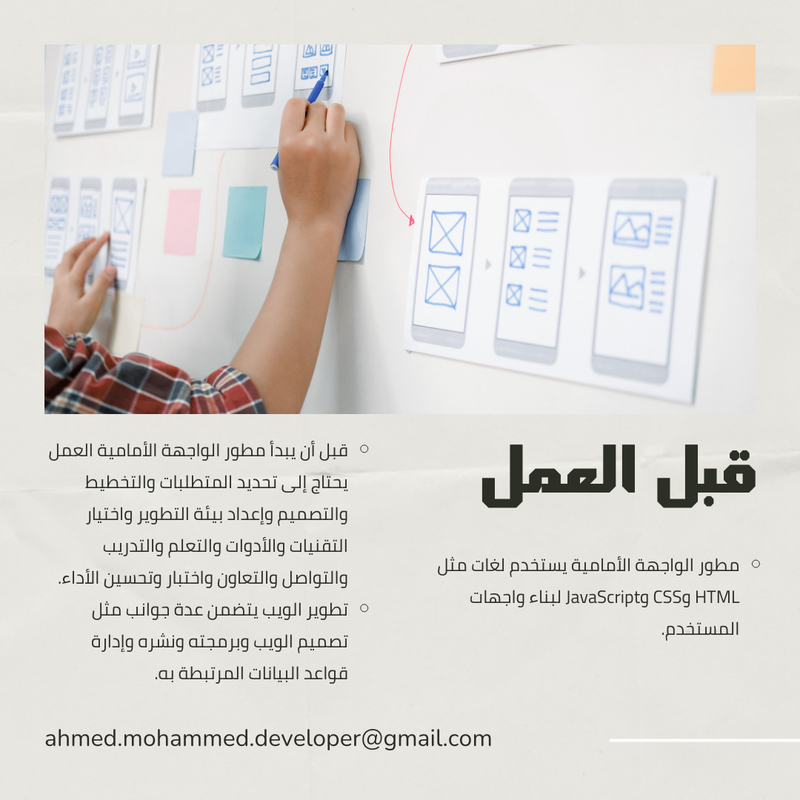 قبل العمل
مطور الواجهة الأمامية يستخدم لغات مثل
HTML وCSS وJavaScript لبناء واجهات
المستخدم.
قبل أن يبدأ مطور الواجهة الأمامية العمل
يحتاج إلى تحديد المتطلبات والتخطيط
والتصميم وإعداد بيئة التطوير واختيار
التقنيات والأدوات والتعلم والتدريب
والتواصل والتعاون واختبار وتحسين الأداء.
تطوير الويب يتضمن عدة جوانب مثل
تصميم الويب وبرمجته ونشره وإدارة
قواعد البيانات المرتبطة به.
ahmed.mohammed.developer@gmail.com